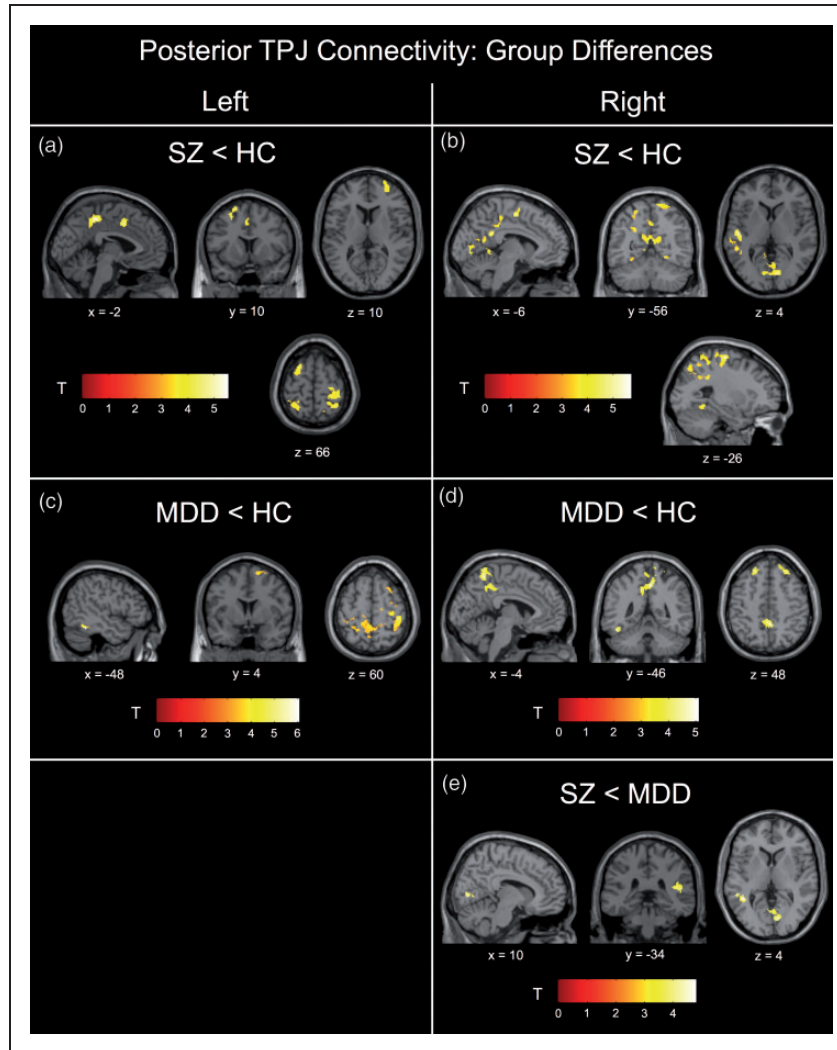 Posterior TPJ Connectivity: Group Differences
Left
Right
(a)
SZ < HC
x = -2
y = 10
z = 10
T
0 1 2 3 4 5
z = 66
(b)
SZ < HC
x = -6
y = -56
z = 4
T
0 1 2 3 4 5
z = -26
(c)
MDD < HC
x = -48
y = 4
z = 60
T
0 1 2 3 4 5 6
(d)
MDD < HC
x = -4
y = -46
z = 48
T
0 1 2 3 4 5
(e)
SZ < MDD
x = 10
y = -34
z = 4
T
0 1 2 3 4